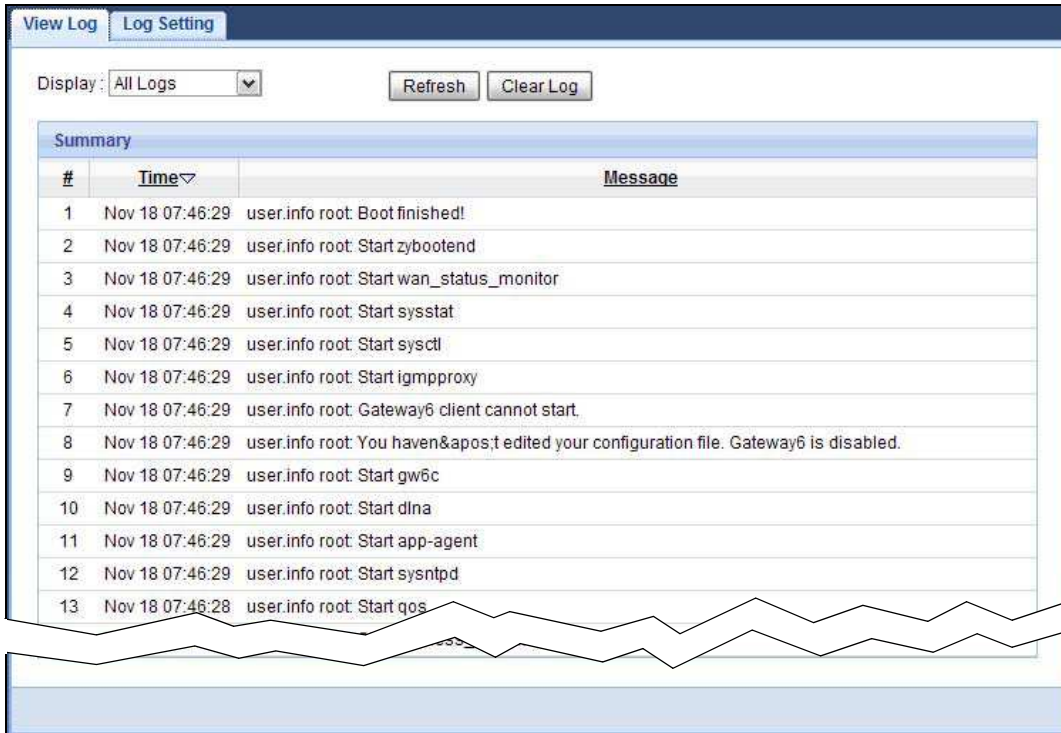 View Log Log Setting
Display : All Logs Refresh Clear Log
Summary
# Time Message
1 Nov 18 07:46:29 user.info root: Boot finished!
2 Nov 18 07:46:29 user.info root: Start zybootend
3 Nov 18 07:46:29 user.info root: Start wan_status_monitor
4 Nov 18 07:46:29 user.info root: Start sysstat
5 Nov 18 07:46:29 user.info root: Start sysctl
6 Nov 18 07:46:29 user.info root: Start igmpproxy
7 Nov 18 07:46:29 user.info root: Gateway6 client cannot start.
8 Nov 18 07:46:29 user.info root: You haven&apos;t edited your configuration file. Gateway6 is disabled.
9 Nov 18 07:46:29 user.info root: Start gw6c
10 Nov 18 07:46:29 user.info root: Start dlna
11 Nov 18 07:46:29 user.info root: Start app-agent
12 Nov 18 07:46:29 user.info root: Start sysntpd
13 Nov 18 07:46:28 user.info root: Start qos